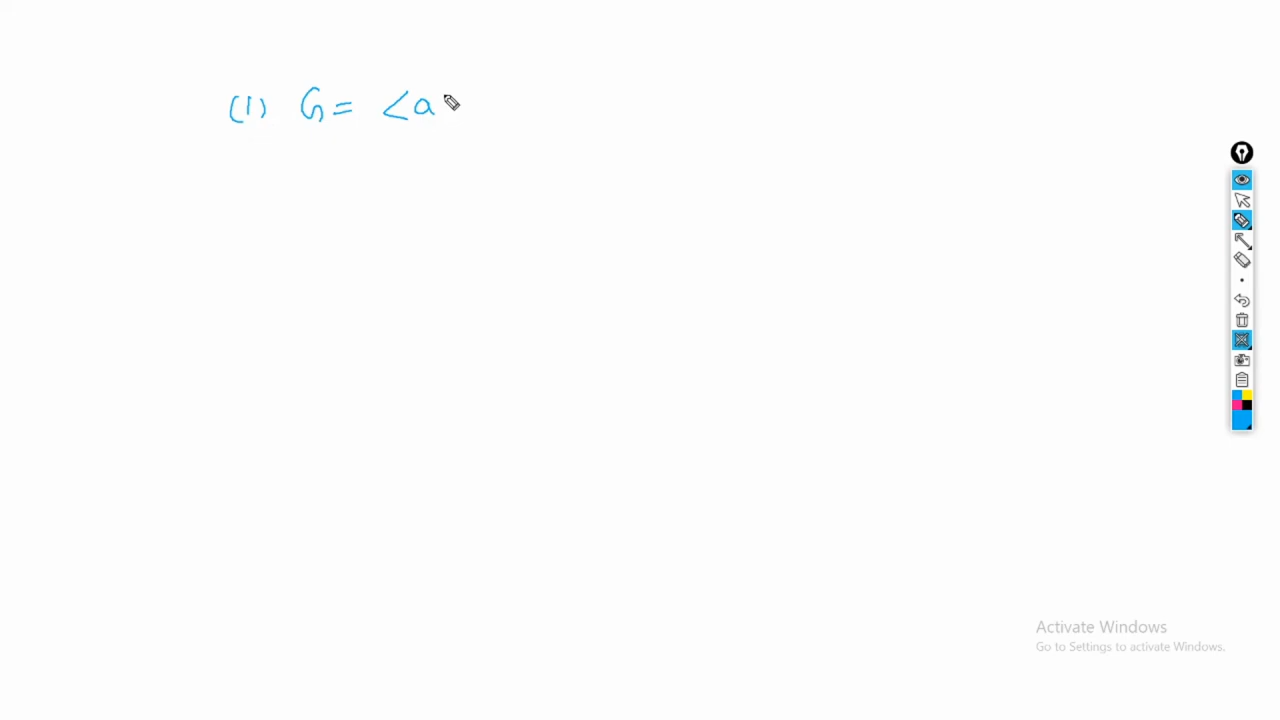 (1) G = <a
Activate Windows
Go to Settings to activate Windows.